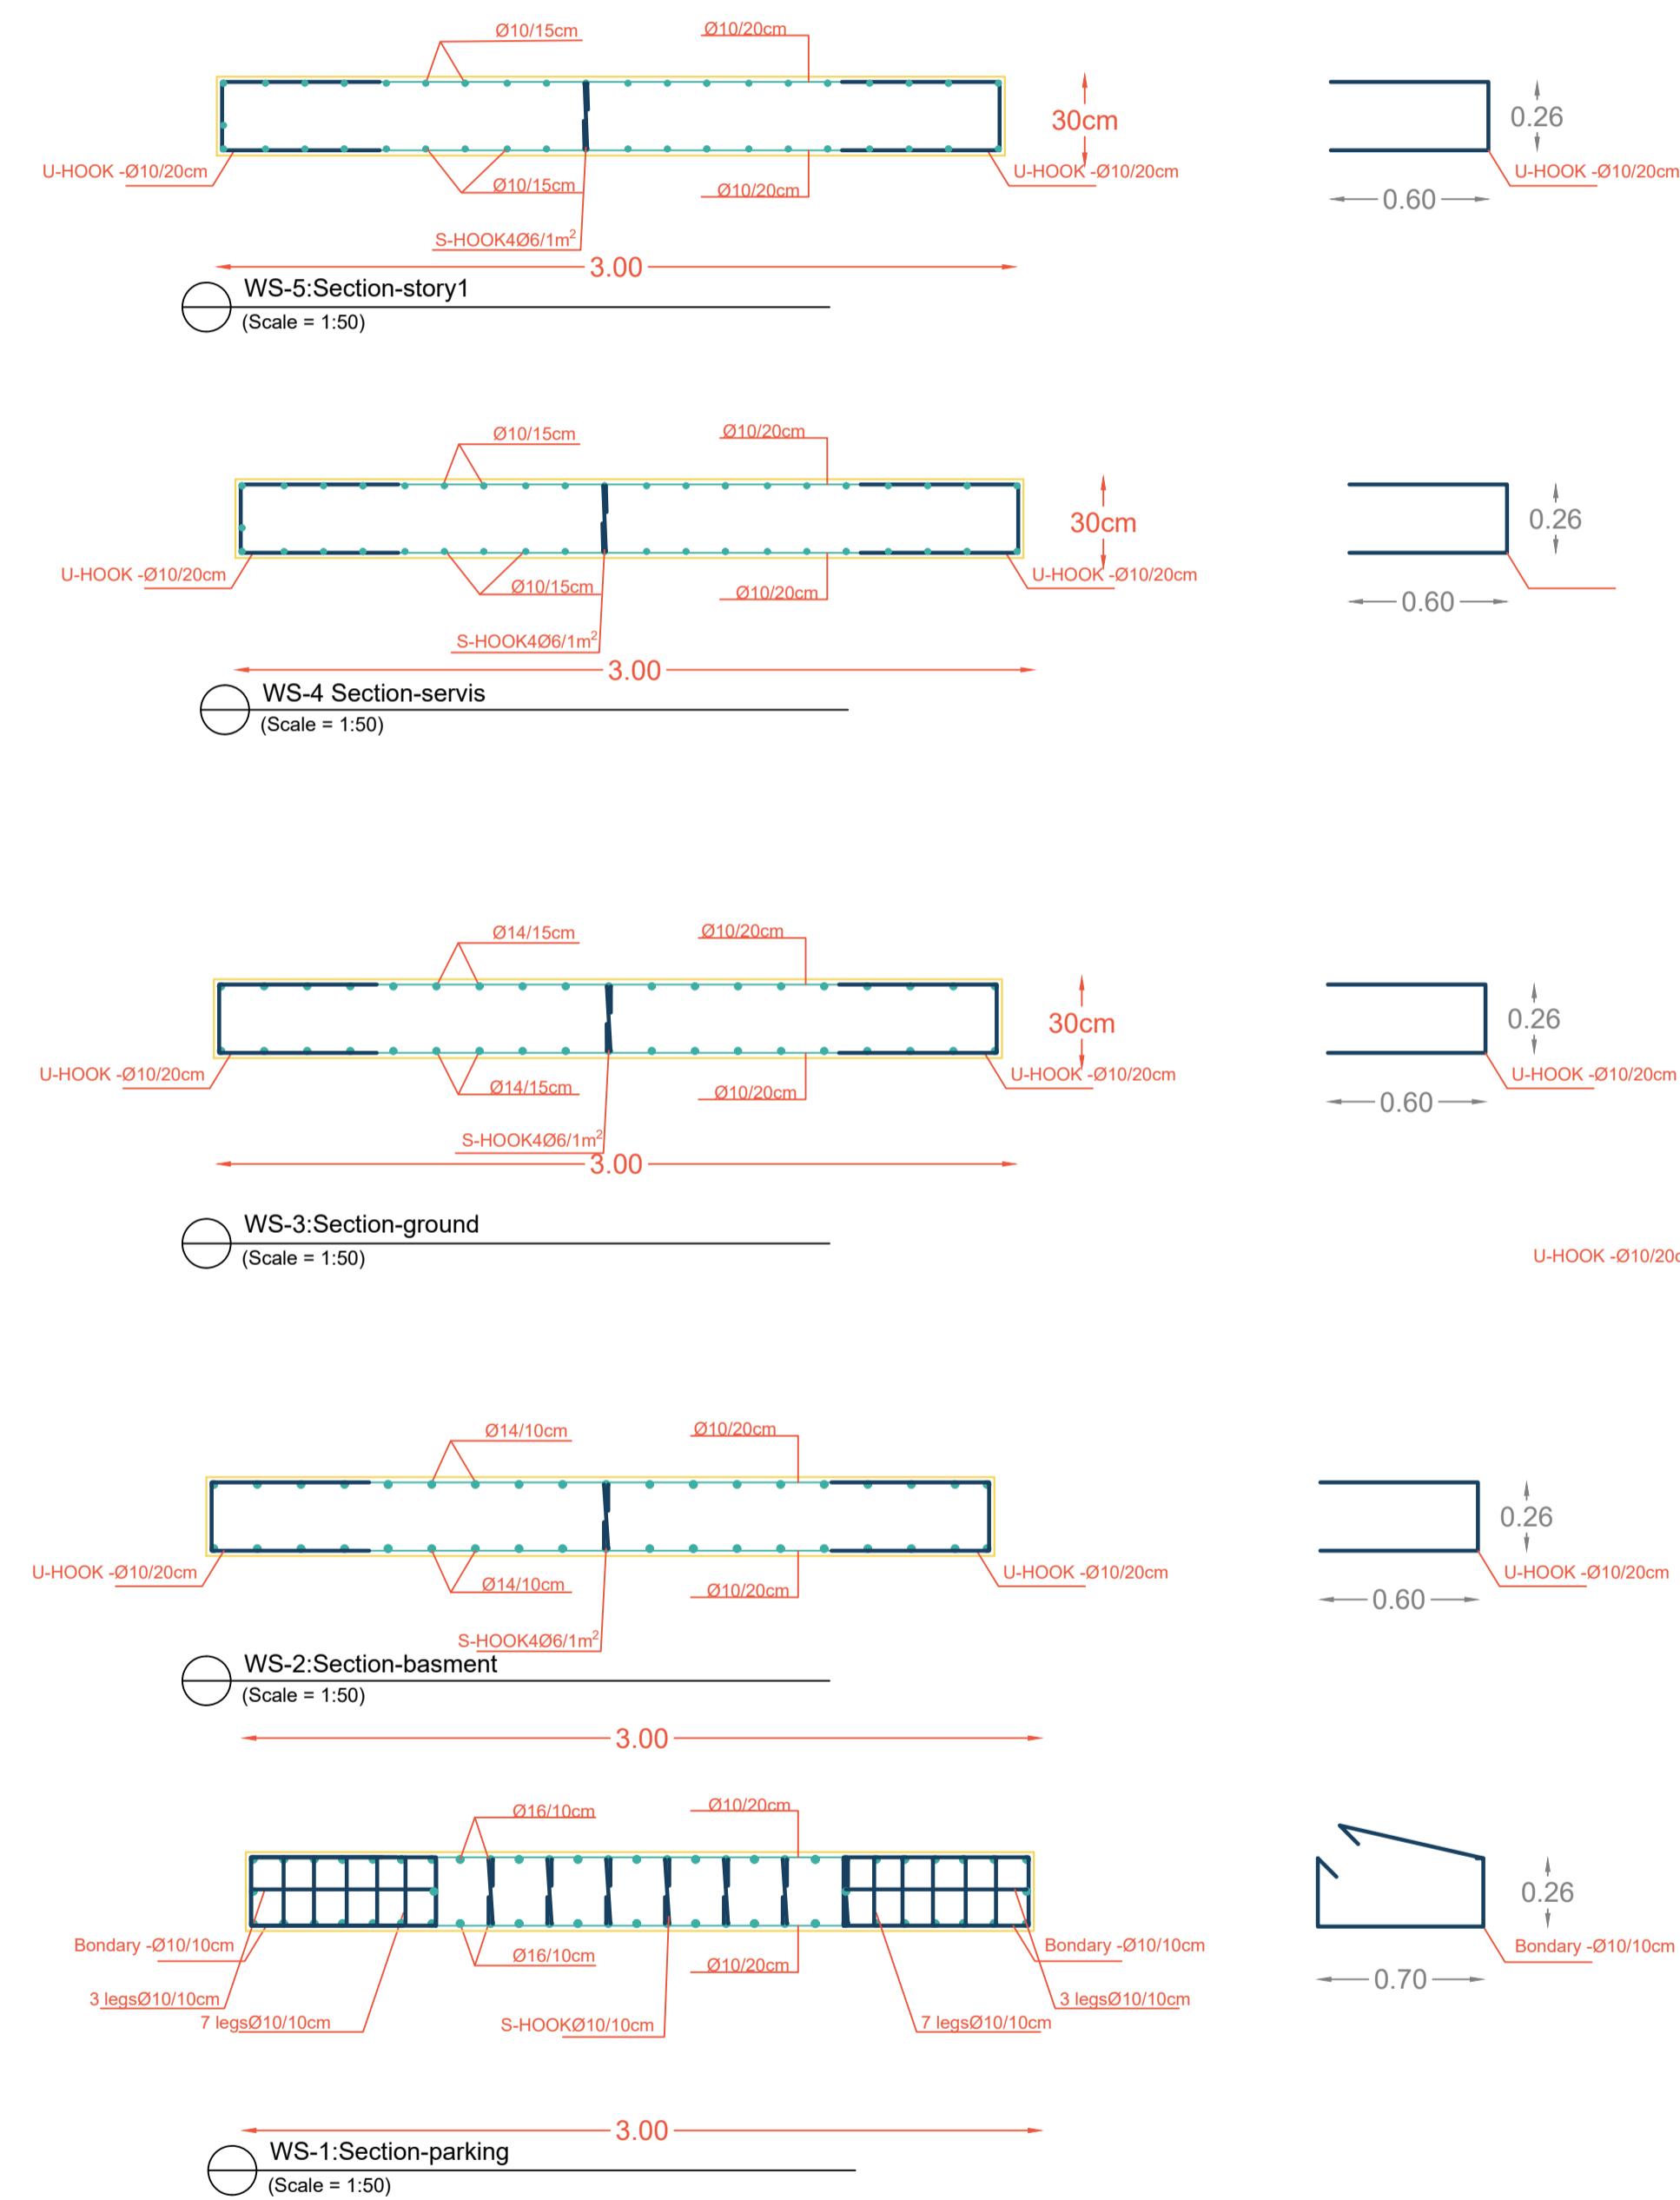 Ø10/15cm
Ø10/20cm
30cm
0.26
U-HOOK -Ø10/20cm
Ø10/15cm
Ø10/20cm
U-HOOK -Ø10/20cm
U-HOOK -Ø10/20cm
0.60
S-HOOK4Ø6/1m²
3.00
WS-5:Section-story1
(Scale = 1:50)
Ø10/15cm
Ø10/20cm
30cm
0.26
U-HOOK -Ø10/20cm
Ø10/15cm
Ø10/20cm
U-HOOK -Ø10/20cm
0.60
S-HOOK4Ø6/1m²
3.00
WS-4 Section-servis
(Scale = 1:50)
Ø14/15cm
Ø10/20cm
30cm
0.26
U-HOOK -Ø10/20cm
Ø14/15cm
Ø10/20cm
U-HOOK -Ø10/20cm
U-HOOK -Ø10/20cm
0.60
S-HOOK4Ø6/1m²
3.00
WS-3:Section-ground
(Scale = 1:50)
U-HOOK -Ø10/20c
Ø14/10cm
Ø10/20cm
0.26
U-HOOK -Ø10/20cm
Ø14/10cm
Ø10/20cm
U-HOOK -Ø10/20cm
U-HOOK -Ø10/20cm
0.60
S-HOOK4Ø6/1m²
WS-2:Section-basment
(Scale = 1:50)
3.00
Ø16/10cm
Ø10/20cm
0.26
Bondary -Ø10/10cm
Ø16/10cm
Ø10/20cm
Bondary -Ø10/10cm
Bondary -Ø10/10cm
0.70
3 legsØ10/10cm
3 legsØ10/10cm
7 legsØ10/10cm
S-HOOKØ10/10cm
7 legsØ10/10cm
3.00
WS-1:Section-parking
(Scale = 1:50)